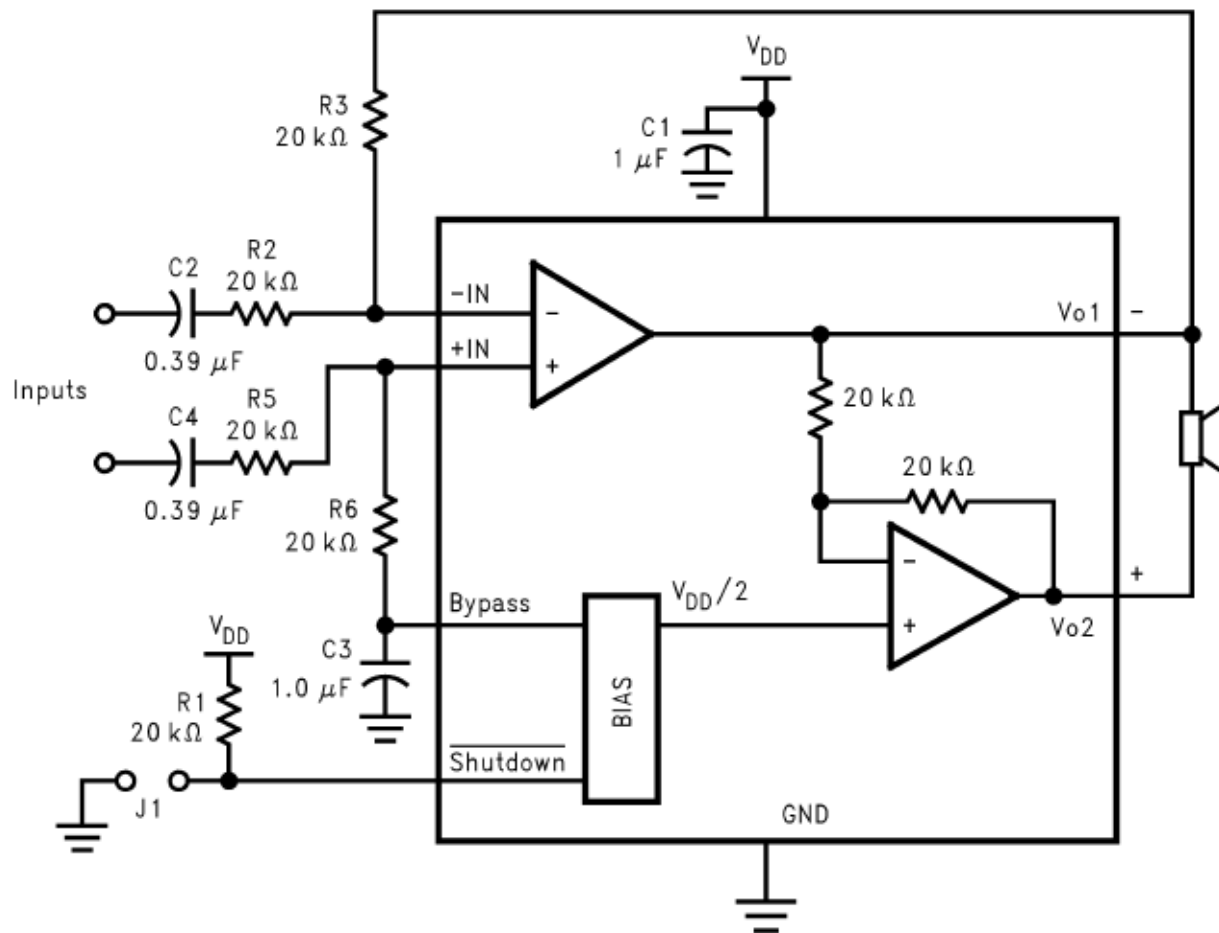 V_DD
R3
20 kΩ
C1
1 μF
R2
C2
20 kΩ
-IN
-
Vo1
-
0.39 μF
+IN
+
Inputs
R5
C4
20 kΩ
20 kΩ
20 kΩ
0.39 μF
R6
20 kΩ
-
+
Bypass
V_DD/2
V_DD
+
Vo2
C3
1.0 μF
BIAS
R1
20 kΩ
Shutdown
J1
GND